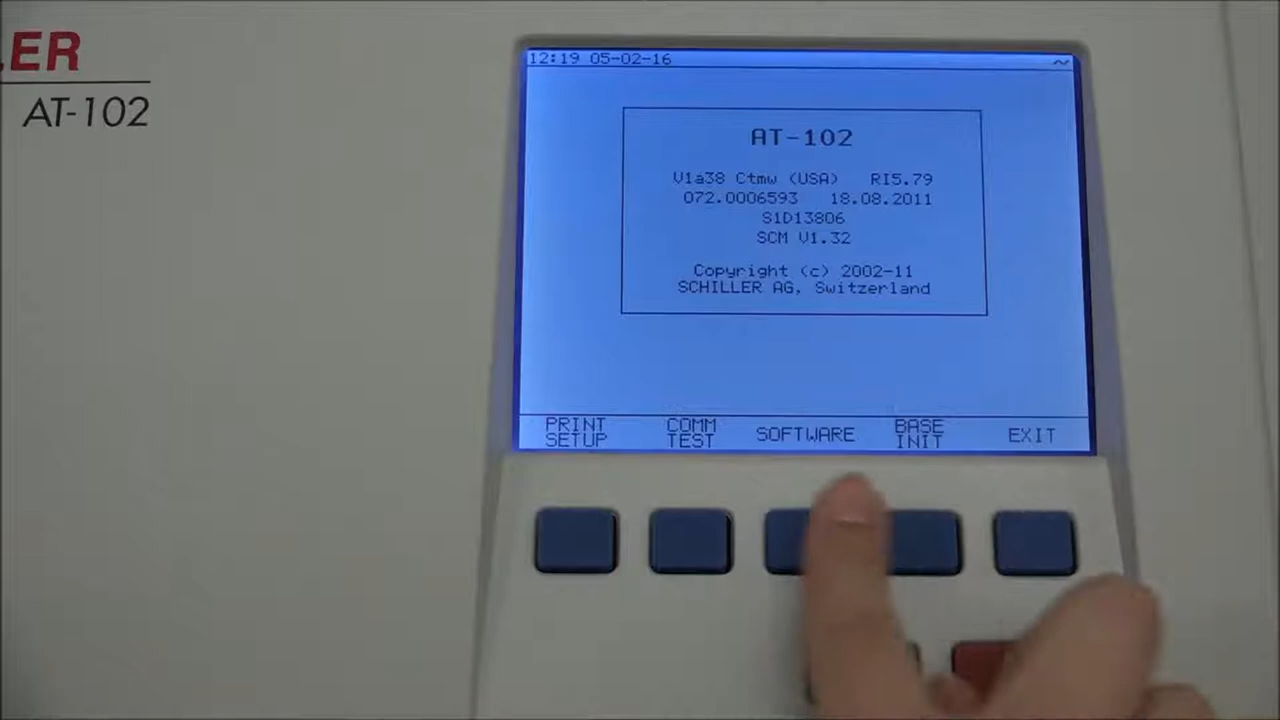 LER
AT-102
12:19 05-02-16
AT-102
V1a38 Ctmw (USA) RI5.79
072.0006593 18.08.2011
S1D13806
SCM V1.32
Copyright (c) 2002-11
SCHILLER AG, Switzerland
PRINT SETUP
COMM TEST
SOFTWARE
BASE INIT
EXIT